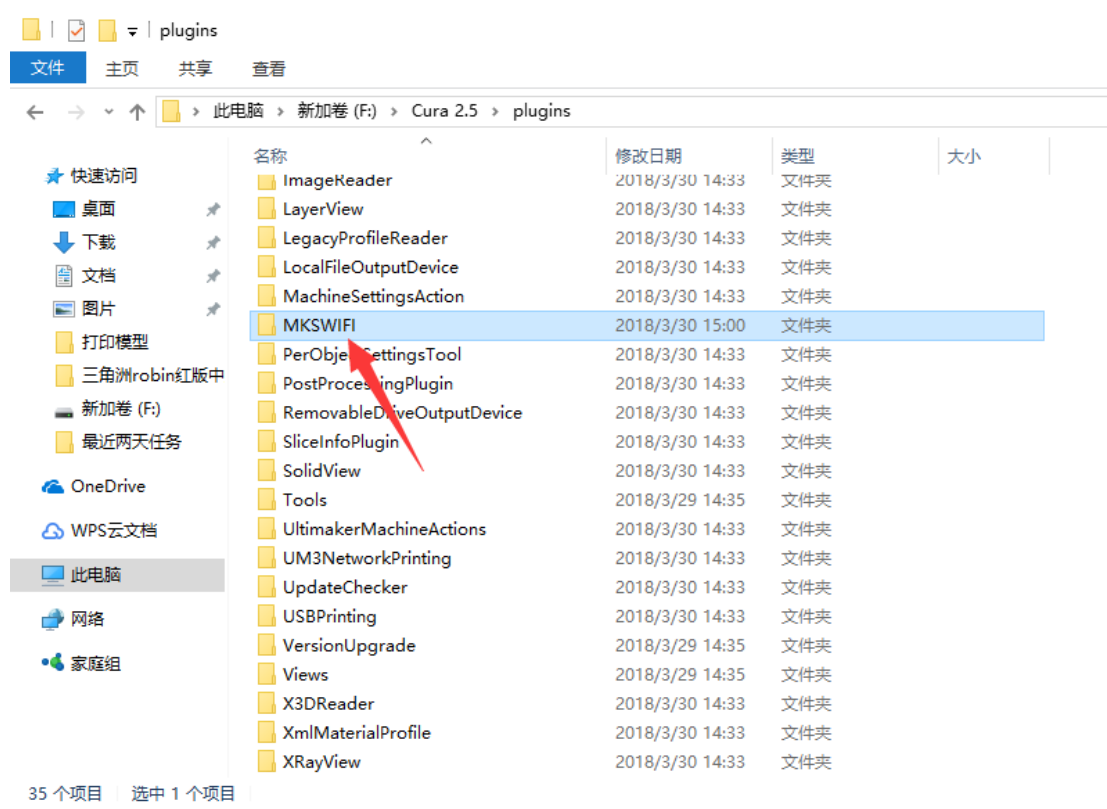 plugins
文件 主页 共享 查看
此电脑 新加卷 (F:) Cura 2.5 plugins
名称 修改日期 类型 大小
快速访问
桌面
下载
文档
图片
打印模型
三角洲robin红版中
新加卷 (F:)
最近两天任务
OneDrive
WPS云文档
此电脑
网络
家庭组
ImageReader 2018/3/30 14:33 文件夹
LayerView 2018/3/30 14:33 文件夹
LegacyProfileReader 2018/3/30 14:33 文件夹
LocalFileOutputDevice 2018/3/30 14:33 文件夹
MachineSettingsAction 2018/3/30 14:33 文件夹
MKSWIFI 2018/3/30 15:00 文件夹
PerObjectSettingsTool 2018/3/30 14:33 文件夹
PostProcessingPlugin 2018/3/30 14:33 文件夹
RemovableDriveOutputDevice 2018/3/30 14:33 文件夹
SliceInfoPlugin 2018/3/30 14:33 文件夹
SolidView 2018/3/30 14:33 文件夹
Tools 2018/3/29 14:35 文件夹
UltimakerMachineActions 2018/3/30 14:33 文件夹
UM3NetworkPrinting 2018/3/30 14:33 文件夹
UpdateChecker 2018/3/30 14:33 文件夹
USBPrinting 2018/3/30 14:33 文件夹
VersionUpgrade 2018/3/29 14:35 文件夹
Views 2018/3/29 14:35 文件夹
X3DReader 2018/3/30 14:33 文件夹
XmlMaterialProfile 2018/3/30 14:33 文件夹
XRayView 2018/3/30 14:33 文件夹
35 个项目 选中 1 个项目